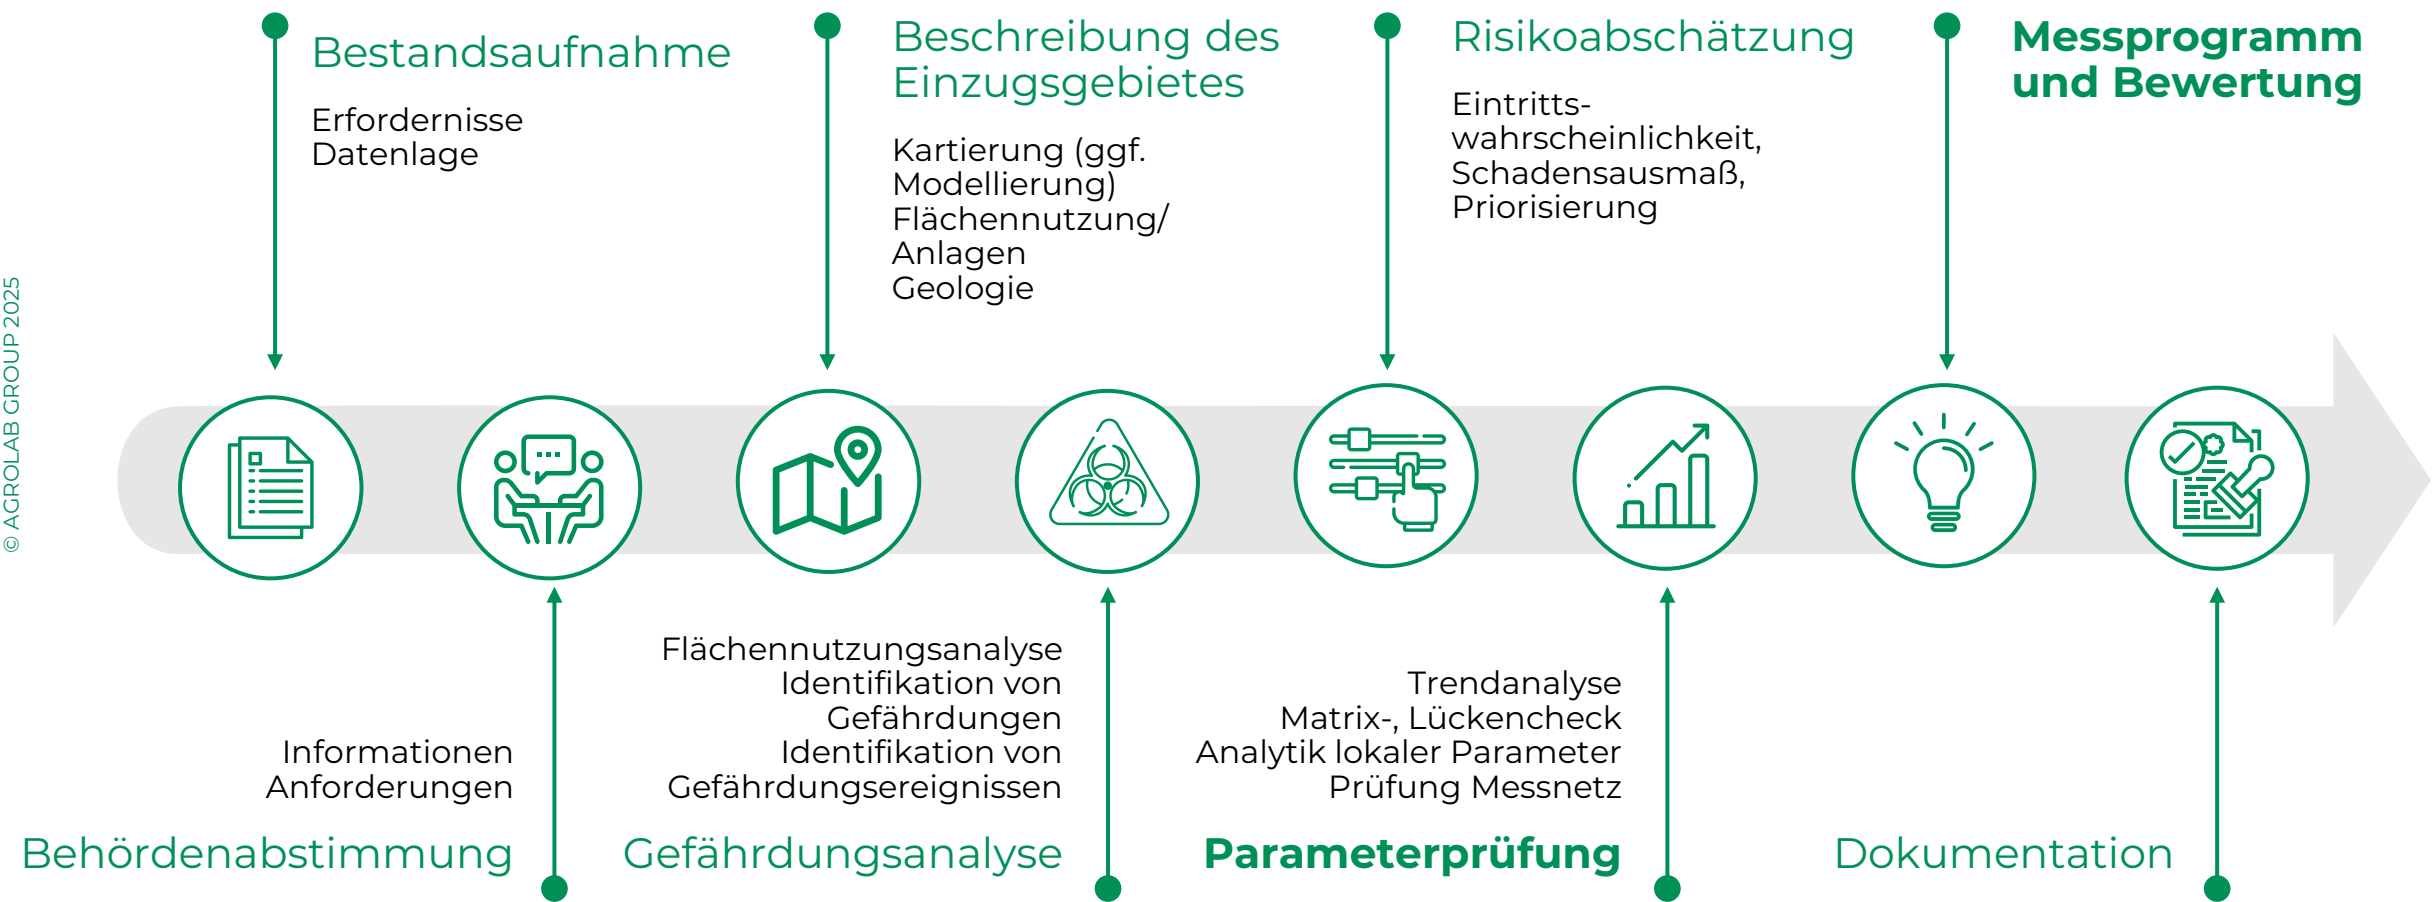 Bestandsaufnahme
Erfordernisse
Datenlage
Beschreibung des
Einzugsgebietes
Kartierung (ggf.
Modellierung)
Flächennutzung/
Anlagen
Geologie
Risikoabschätzung
Eintritts-
wahrscheinlichkeit,
Schadensausmaß,
Priorisierung
Messprogramm
und Bewertung
© AGROLAB GROUP 2025
Informationen
Anforderungen
Behördenabstimmung
Flächennutzungsanalyse
Identifikation von
Gefährdungen
Identifikation von
Gefährdungsereignissen
Gefährdungsanalyse
Trendanalyse
Matrix-, Lückencheck
Analytik lokaler Parameter
Prüfung Messnetz
Parameterprüfung
Dokumentation